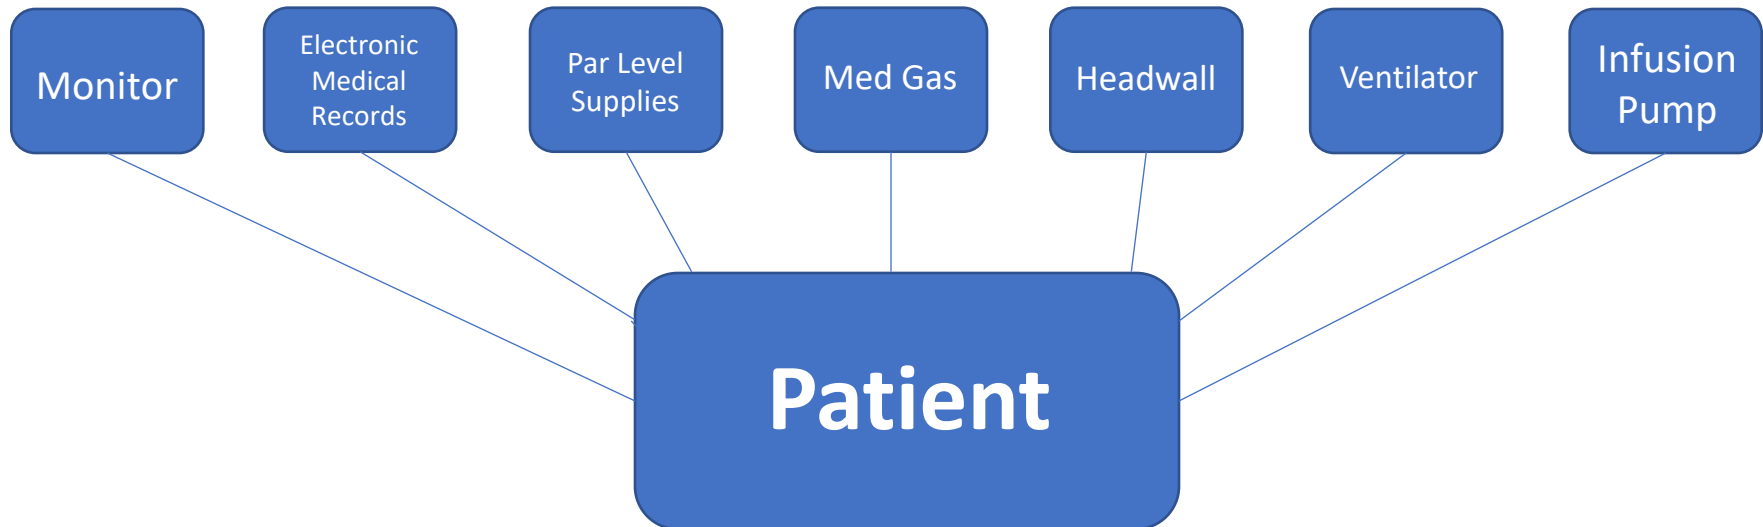 Monitor
Electronic
Medical
Records
Par Level
Supplies
Med Gas
Headwall
Ventilator
Infusion
Pump
Patient